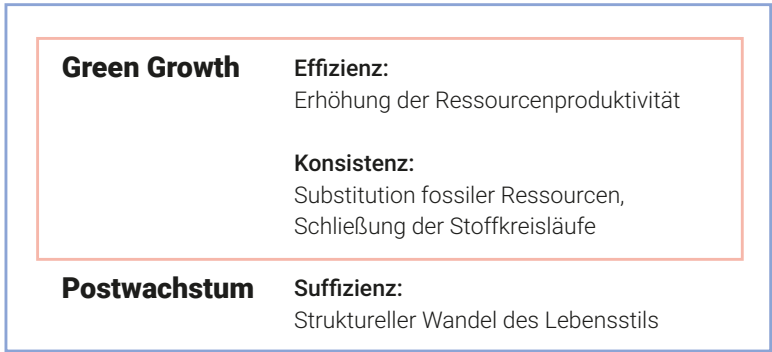 Green Growth Effizienz:
Erhöhung der Ressourcenproduktivität
Konsistenz:
Substitution fossiler Ressourcen,
Schließung der Stoffkreisläufe
Postwachstum Suffizienz:
Struktureller Wandel des Lebensstils